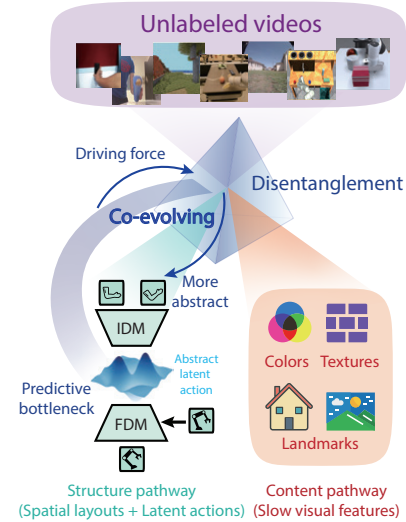 Unlabeled videos
Driving force
Disentanglement
Co-evolving
More
abstract
IDM
Abstract
latent
action
Predictive
bottleneck
FDM
Colors
Textures
Landmarks
Structure pathway
(Spatial layouts + Latent actions)
Content pathway
(Slow visual features)